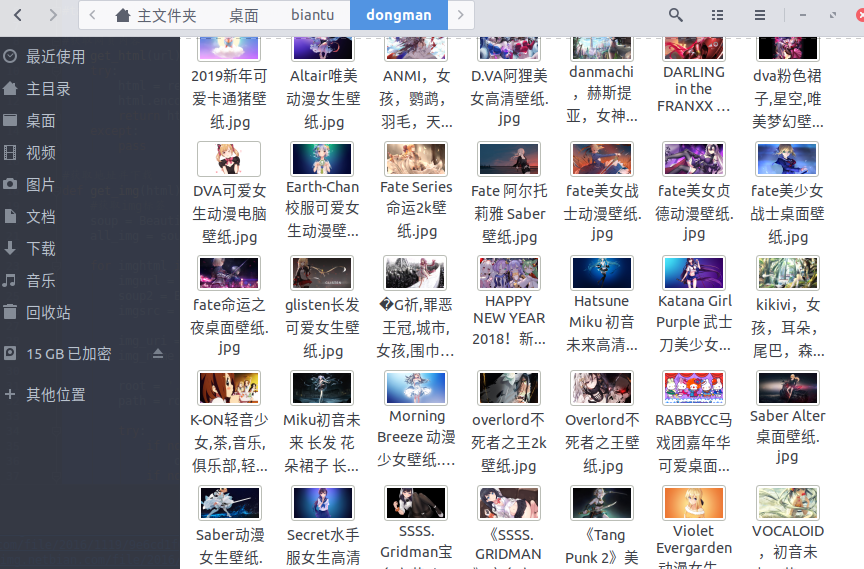 主文件夹 桌面 biantu dongman
最近使用
主目录
桌面
视频
图片
文档
下载
音乐
回收站
15 GB 已加密
其他位置
2019新年可
爱卡通猪壁
纸.jpg
Altair唯美
动漫女生壁
纸.jpg
ANMI，女
孩，鹦鹉，
羽毛，天...
D.VA阿狸美
女高清壁纸.
jpg
danmachi
，赫斯提
亚，女神...
DARLING
in the
FRANXX ...
dva粉色裙
子,星空,唯
美梦幻壁...
DVA可爱女
生动漫电脑
壁纸.jpg
Earth-Chan
校服可爱女
生动漫壁...
Fate Series
命运2k壁
纸.jpg
Fate 阿尔托
莉雅 Saber
壁纸.jpg
fate美女战
士动漫壁纸.
jpg
fate美女贞
德动漫壁纸.
jpg
fate美少女
战士桌面壁
纸.jpg
fate命运之
夜桌面壁纸.
jpg
glisten长发
可爱女生壁
纸.jpg
�G祈,罪恶
王冠,城市,
女孩,围巾...
HAPPY
NEW YEAR
2018！新...
Hatsune
Miku 初音
未来高清...
Katana Girl
Purple 武士
刀美少女...
kikivi，女
孩，耳朵，
尾巴，森...
K-ON轻音少
女,茶,音乐,
俱乐部,轻...
Miku初音未
来 长发 花
朵裙子 长...
Morning
Breeze 动漫
少女壁纸....
overlord不
死者之王2k
壁纸.jpg
Overlord不
死者之王壁
纸.jpg
RABBYCC马
戏团嘉年华
可爱桌面...
Saber Alter
桌面壁纸.
jpg
Saber动漫
女生壁纸.
Secret水手
服女生高清
SSSS.
Gridman宝
《SSSS.
GRIDMAN
《Tang
Punk 2》美
Violet
Evergarden
动漫女生
VOCALOID
，初音未